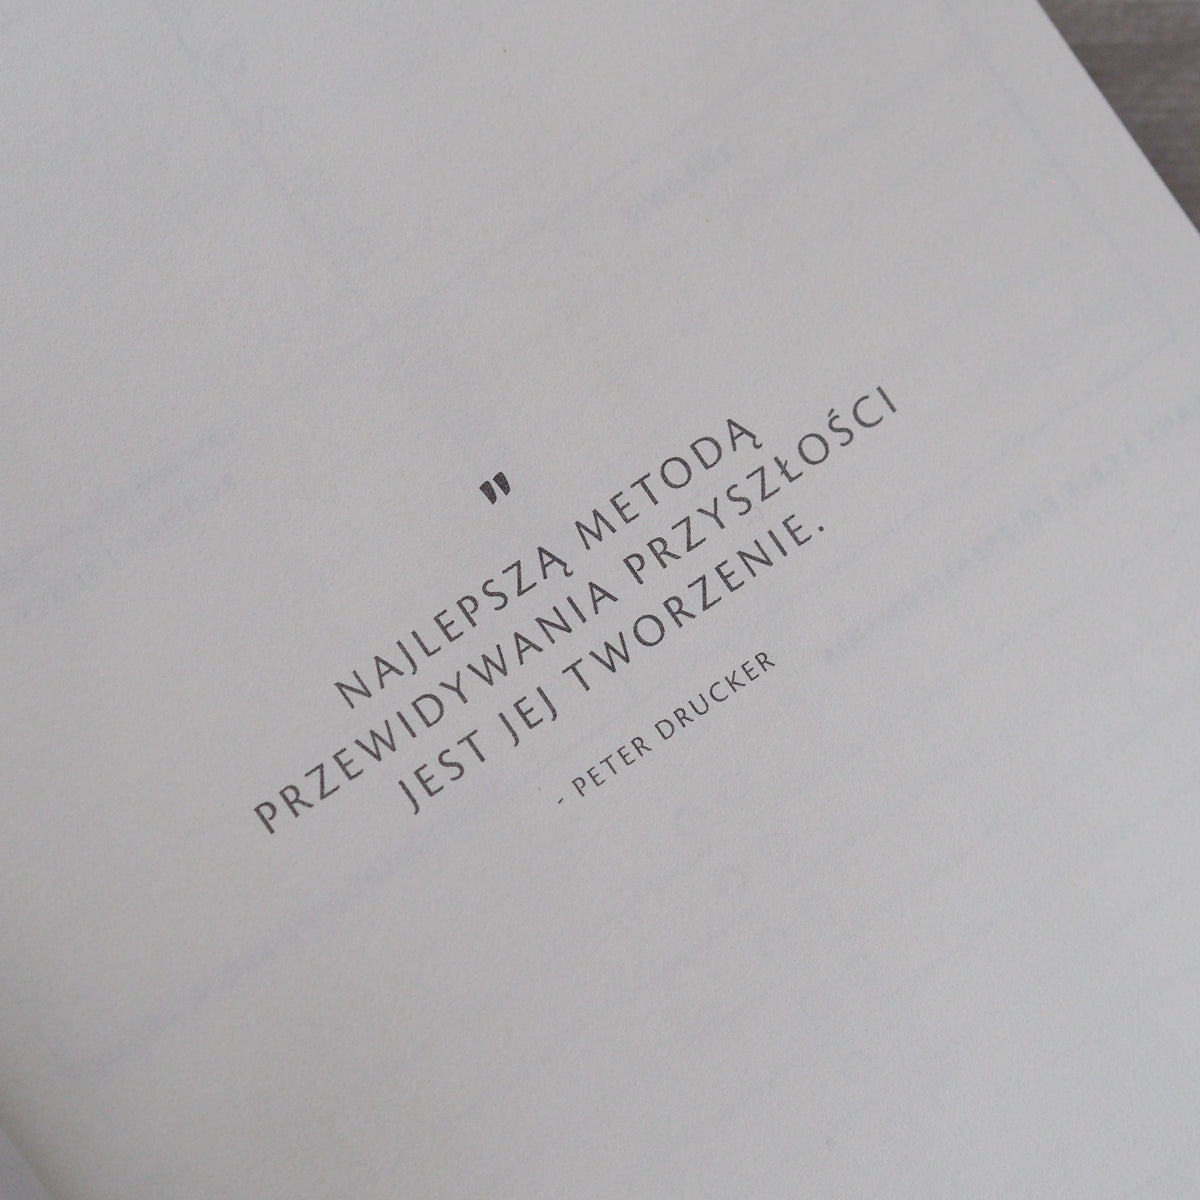 "
NAJLEPSZĄ METODĄ
PRZEWIDYWANIA PRZYSZŁOŚCI
JEST JEJ TWORZENIE.
- PETER DRUCKER